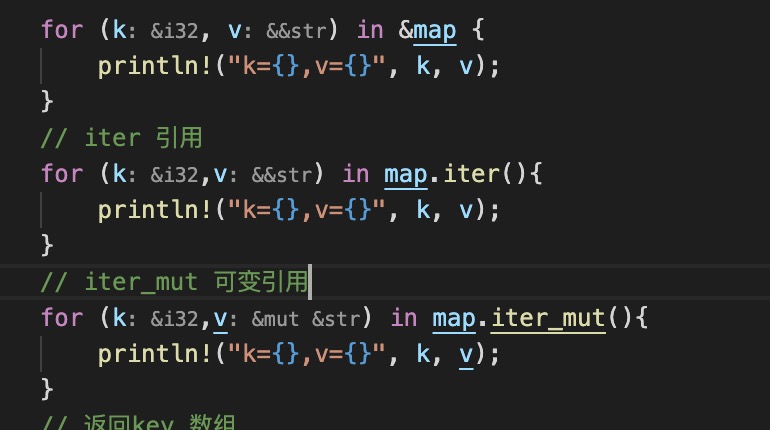 for (k: &i32, v: &&str) in &map {
    println!("k={},v={}", k, v);
}
// iter 引用
for (k: &i32,v: &&str) in map.iter(){
    println!("k={},v={}", k, v);
}
// iter_mut 可变引用
for (k: &i32,v: &mut &str) in map.iter_mut(){
    println!("k={},v={}", k, v);
}
// 返回key 数组